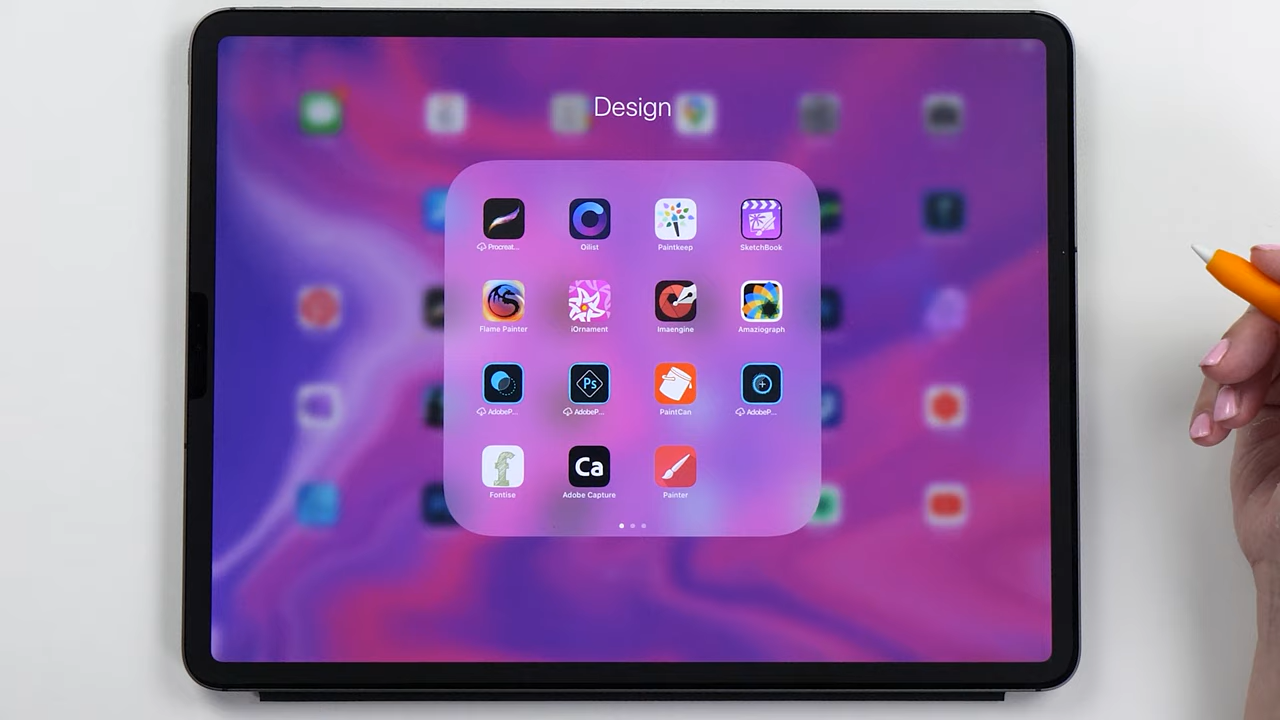 Design
Procreat...
Oilist
Paintkeep
SketchBook
Flame Painter
iOrnament
Imaengine
Amaziograph
AdobeP...
Ps
AdobeP...
PaintCan
AdobeP...
f
Fontise
Ca
Adobe Capture
Painter